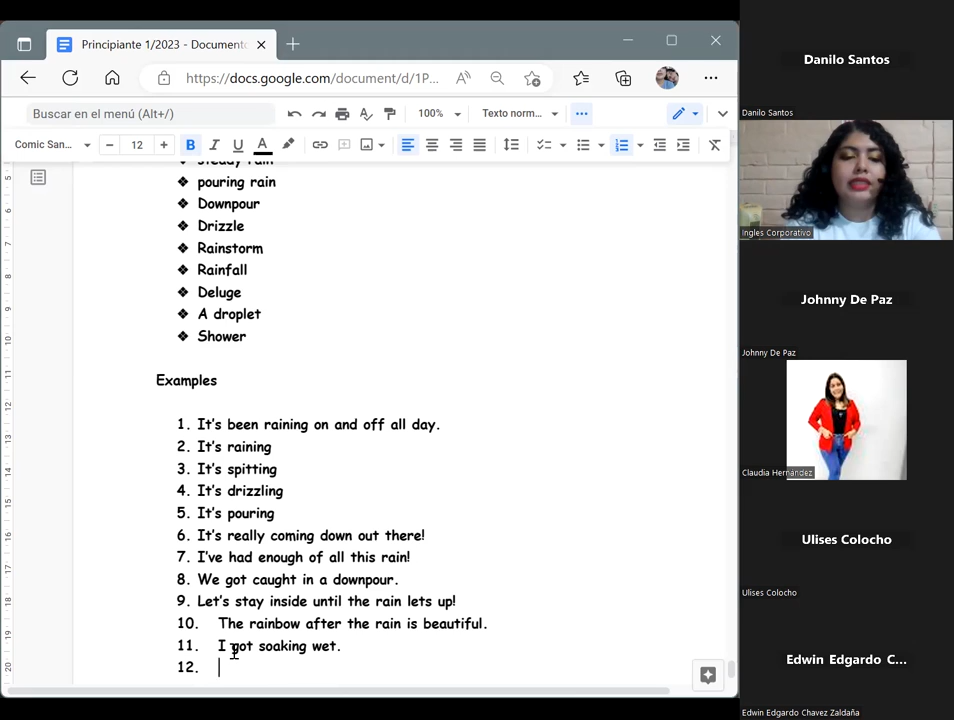 Principiante 1/2023 - Documento
https://docs.google.com/document/d/1P...
Buscar en el menú (Alt+/)
100%
Texto norm...
Comic San...
12
steady rain
❖ pouring rain
❖ Downpour
❖ Drizzle
❖ Rainstorm
❖ Rainfall
❖ Deluge
❖ A droplet
❖ Shower
Examples
1. It's been raining on and off all day.
2. It's raining
3. It's spitting
4. It's drizzling
5. It's pouring
6. It's really coming down out there!
7. I've had enough of all this rain!
8. We got caught in a downpour.
9. Let's stay inside until the rain lets up!
10. The rainbow after the rain is beautiful.
11. I got soaking wet.
12.
Danilo Santos
Danilo Santos
Ingles Corporativo
Johnny De Paz
Johnny De Paz
Claudia Hernandez
Ulises Colocho
Ulises Colocho
Edwin Edgardo C...
Edwin Edgardo Chavez Zaldaña